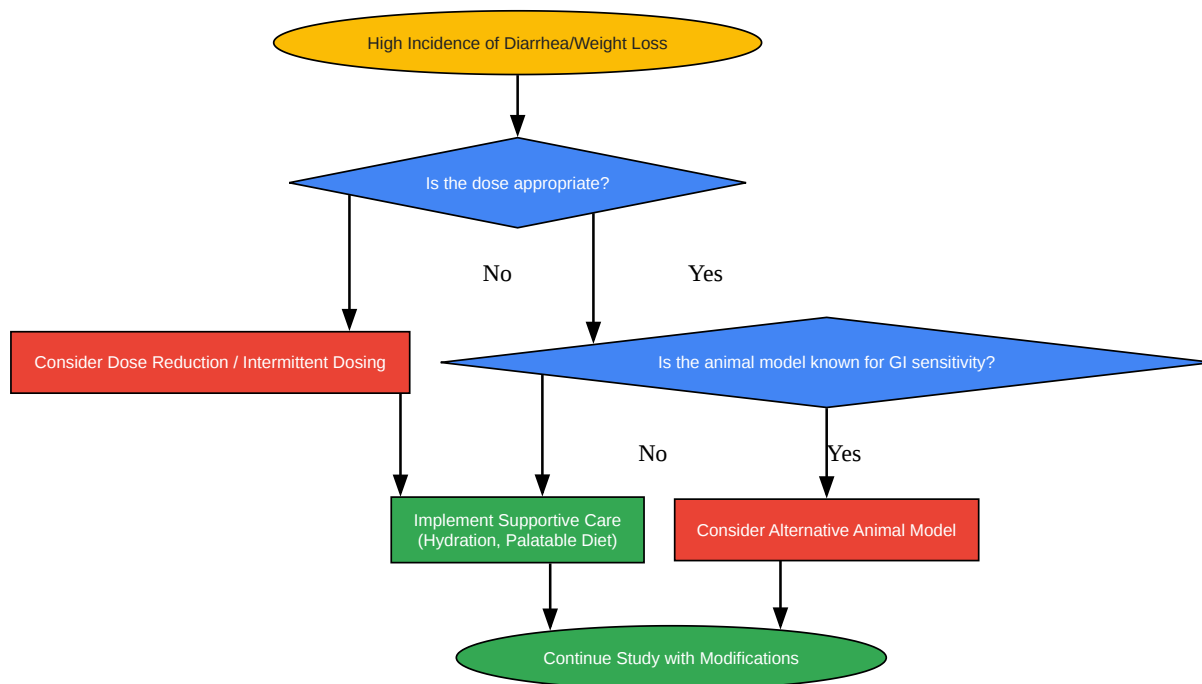 High Incidence of Diarrhea/Weight Loss
Is the dose appropriate?
No
Yes
Consider Dose Reduction / Intermittent Dosing
Is the animal model known for GI sensitivity?
No
Yes
Implement Supportive Care
(Hydration, Palatable Diet)
Consider Alternative Animal Model
Continue Study with Modifications